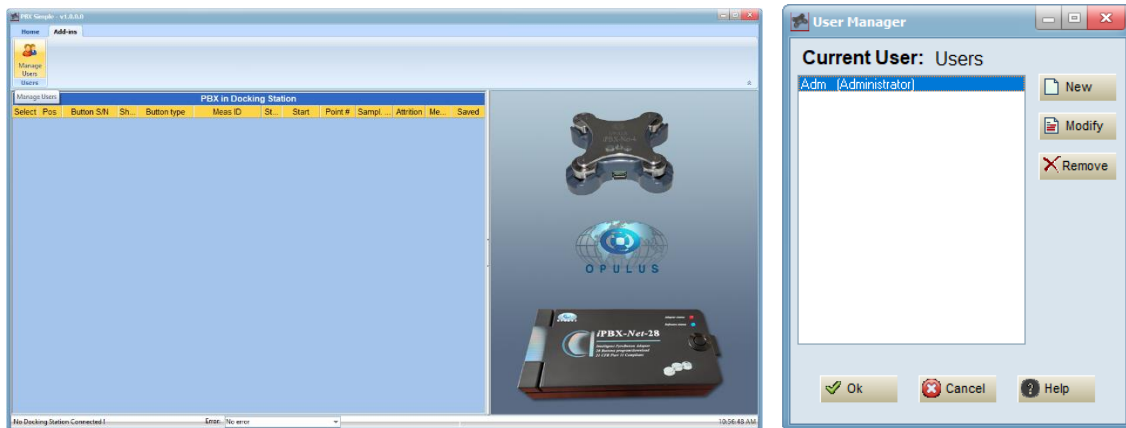 PBX Simple - v1.0.0.0
Home Add-ins
Manage
Users
Users
Manage Users
PBX in Docking Station
Select Pos Button S/N Sh... Button type Meas ID St... Start Point # Sampl. ... Attrition Me... Saved
iPBX-Net-4
OPULUS
iPBX-Net-28
No Docking Station Connected !
Error: No error
10:56:48 AM
User Manager
Current User: Users
Adm (Administrator)
New
Modify
Remove
Ok
Cancel
Help